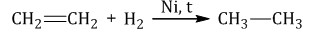 CH₂=CH₂ + H₂ —Ni, t→ CH₃—CH₃